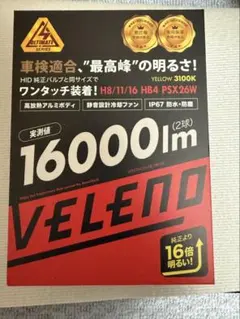 ULTIMATE
SERIES
車検適合、"最高峰"の明るさ!
YELLOW 3100K
HID 純正バルブと同サイズで
ワンタッチ装着! H8/11/16 HB4 PSX26W
高放熱アルミボディ
静音設計冷却ファン
IP67 防水・防塵
実測値
16000lm
(2球)
VELENO
純正より
16倍
明るい!